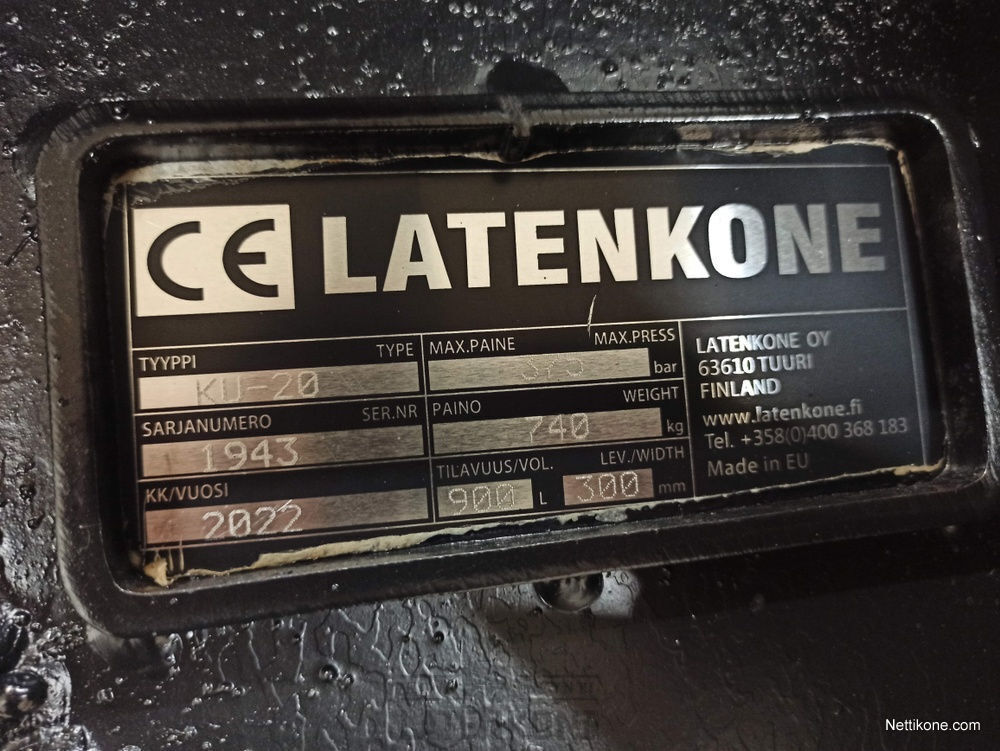 CE LATENKONE
TYYPPI TYPE
KU-20
SARJANUMERO SER.NR
1943
KK/VUOSI
2022
MAX.PAINE MAX.PRESS
375 bar
PAINO WEIGHT
740 kg
TILAVUUS/VOL. LEV./WIDTH
900 L 300 mm
LATENKONE OY
63610 TUURI
FINLAND
www.latenkone.fi
Tel. +358(0)400 368 183
Made in EU
Nettikone.com